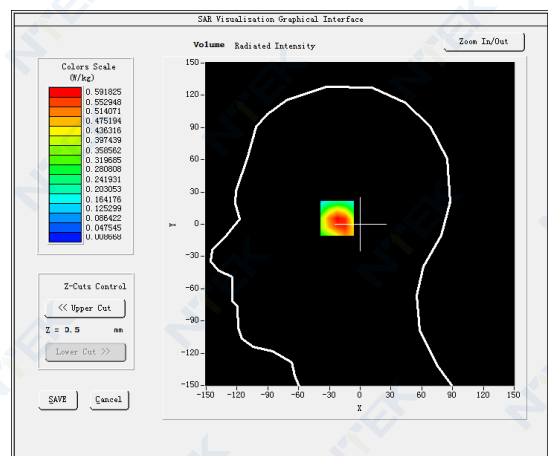 SAR Visualisation Graphical Interface
Volume Radiated Intensity
Zoom In/Out
Colors Scale
(W/kg)
0.591825
0.552948
0.514071
0.475194
0.436316
0.397439
0.358562
0.319685
0.280808
0.241931
0.203053
0.164176
0.125299
0.086422
0.047545
0.008668
Z-Cuts Control
<< Upper Cut
Z = 0.5 mm
Lower Cut >>
SAVE Cancel
150
120
90
60
30
0
-30
-60
-90
-120
-150
Y
-150 -120 -90 -60 -30 0 30 60 90 120 150
X
NTEK